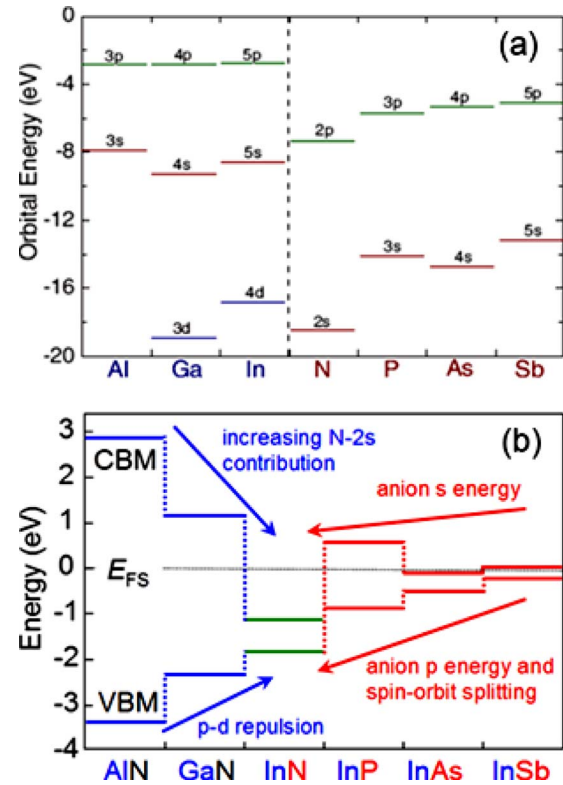 (a)
Orbital Energy (eV)
0
-4
-8
-12
-16
-20
3p 4p 5p
3s 4s 5s
3d 4d
2p 3p 4p 5p
2s 3s 4s 5s
Al Ga In N P As Sb
(b)
Energy (eV)
3
2
1
0
-1
-2
-3
-4
CBM
increasing N-2s
contribution
anion s energy
E_FS
VBM
p-d repulsion
anion p energy and
spin-orbit splitting
AlN GaN InN InP InAs InSb